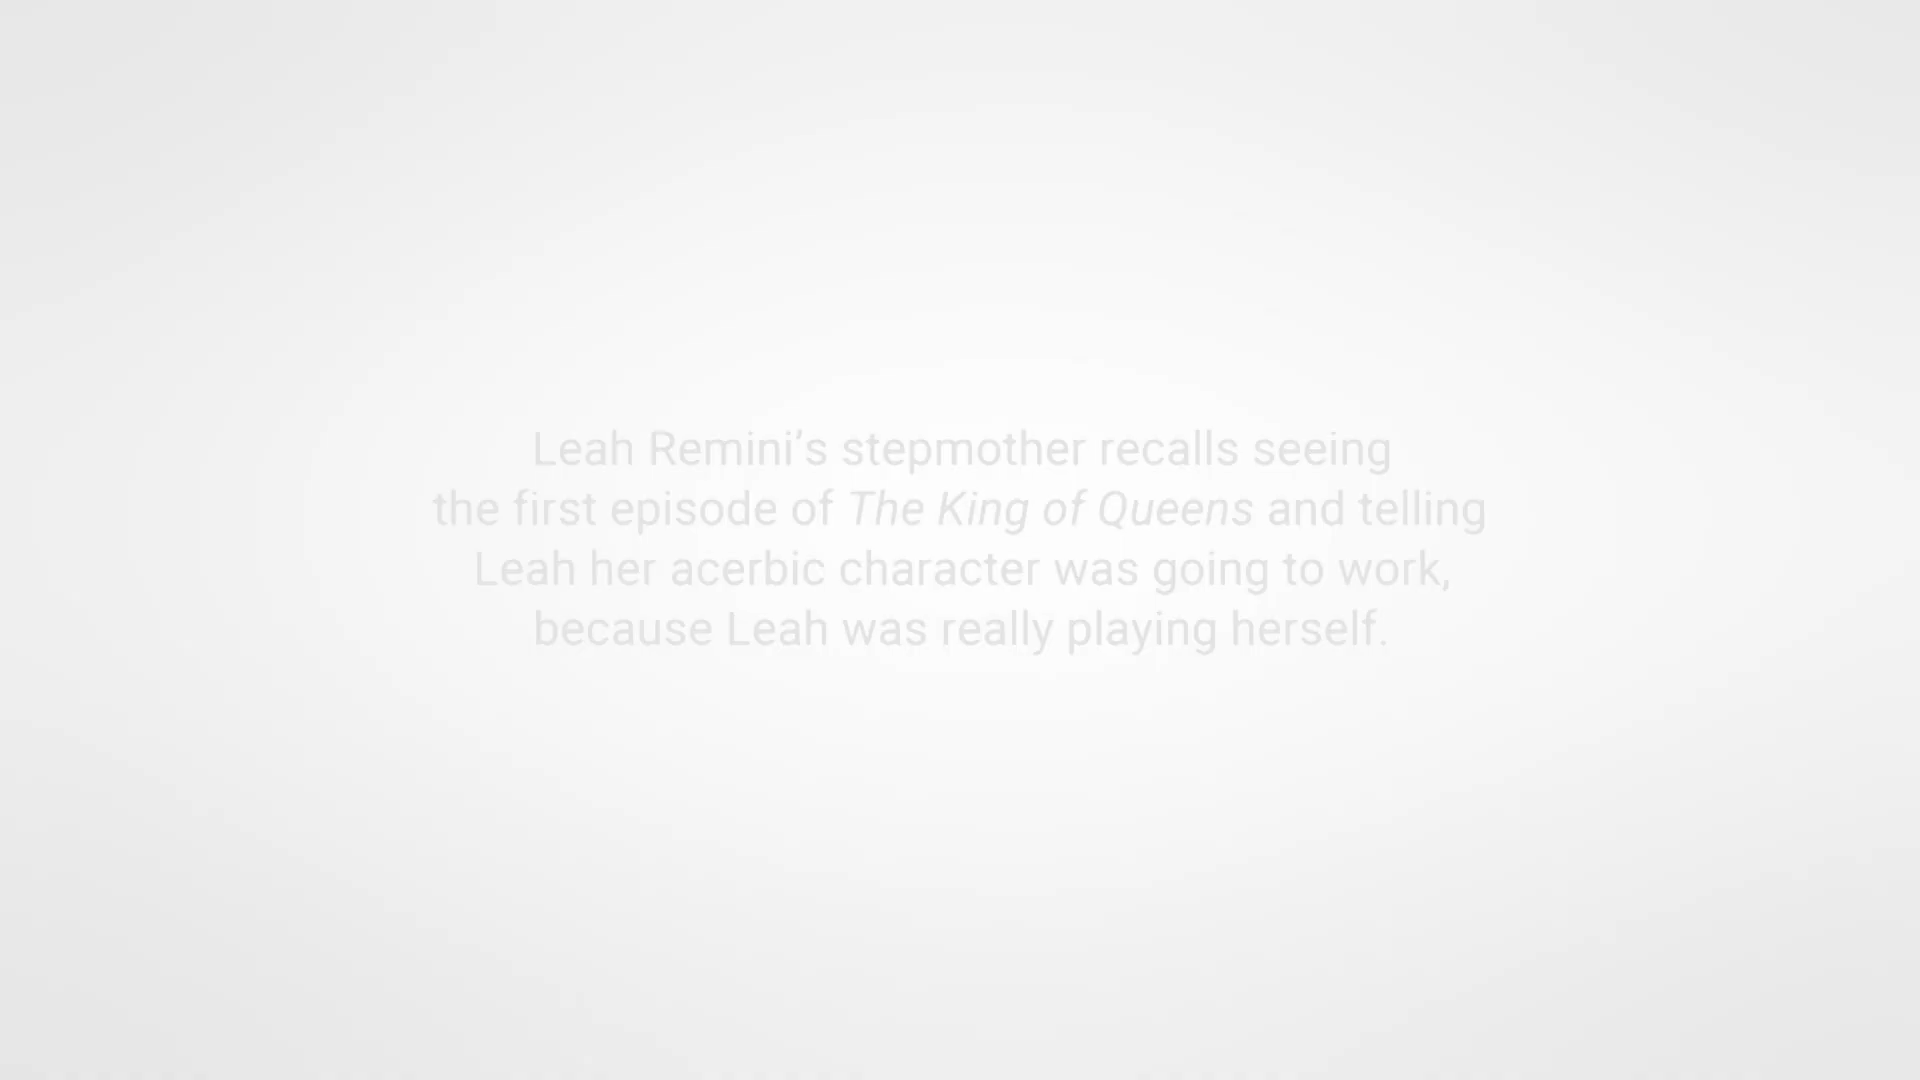 Leah Remini’s stepmother recalls seeing
the first episode of The King of Queens and telling
Leah her acerbic character was going to work,
because Leah was really playing herself.